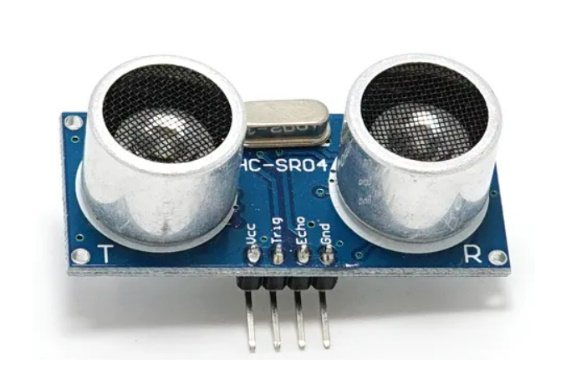 HC-SR04
Vcc
Trig
Echo
Gnd
T
R